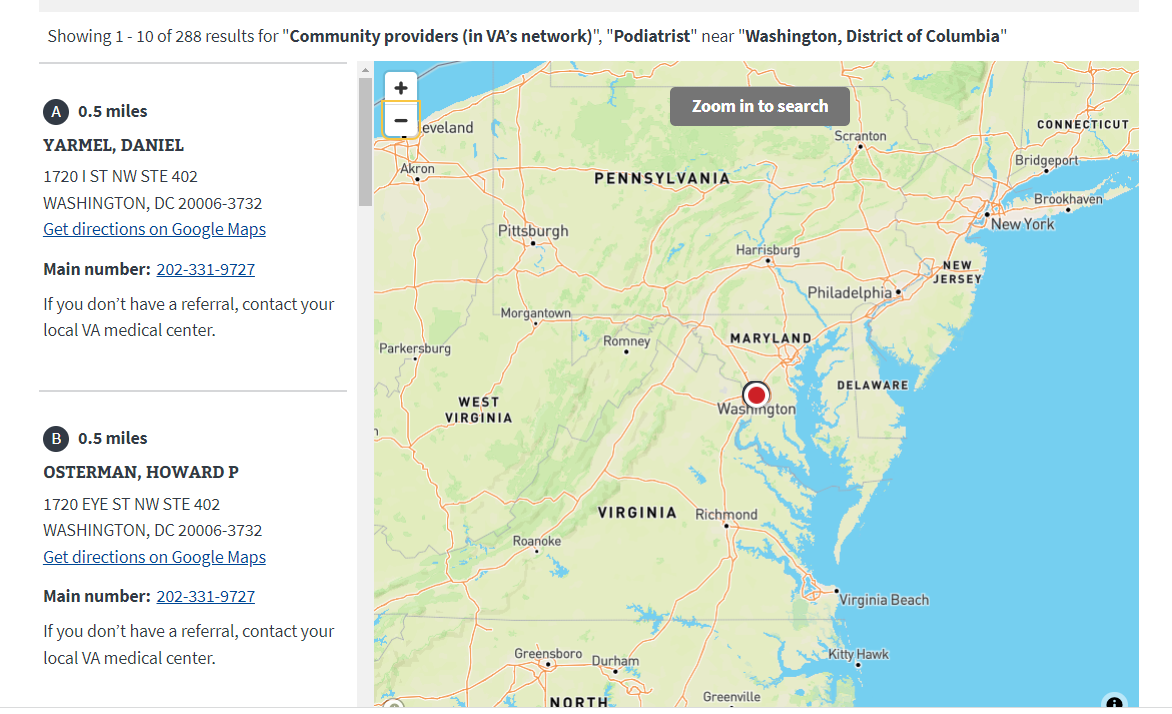 Showing 1 - 10 of 288 results for "Community providers (in VA’s network)", "Podiatrist" near "Washington, District of Columbia"
A 0.5 miles
YARMEL, DANIEL
1720 I ST NW STE 402
WASHINGTON, DC 20006-3732
Get directions on Google Maps
Main number: 202-331-9727
If you don’t have a referral, contact your
local VA medical center.
B 0.5 miles
OSTERMAN, HOWARD P
1720 EYE ST NW STE 402
WASHINGTON, DC 20006-3732
Get directions on Google Maps
Main number: 202-331-9727
If you don’t have a referral, contact your
local VA medical center.
+
−
Zoom in to search
eveland
CONNECTICUT
Scranton
Bridgeport
Akron
PENNSYLVANIA
Brookhaven
New York
Pittsburgh
Harrisburg
NEW
JERSEY
Philadelphia
Morgantown
MARYLAND
Romney
Parkersburg
DELAWARE
WEST
VIRGINIA
Washington
n
VIRGINIA
Richmond
Roanoke
Virginia Beach
Greensboro
Durham
Kitty Hawk
Greenville
NORTH
i